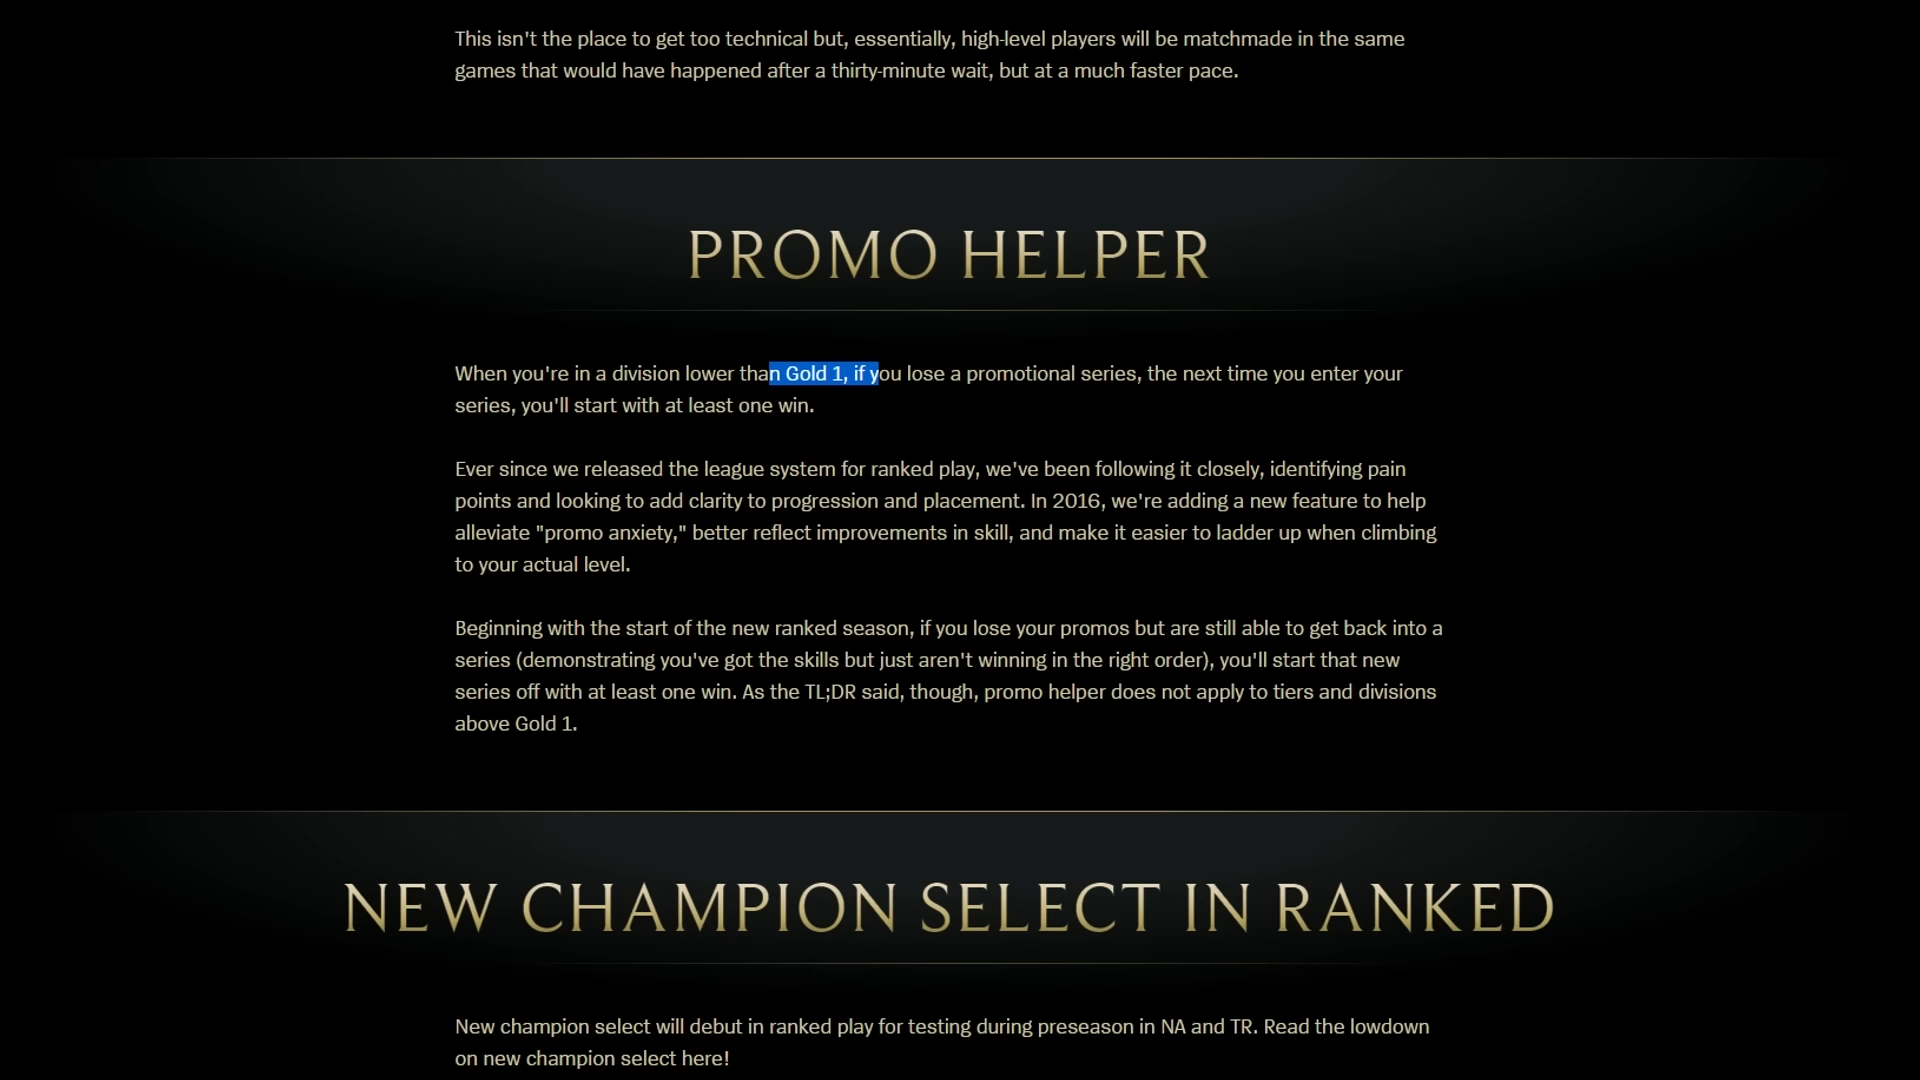 This isn't the place to get too technical but, essentially, high-level players will be matchmade in the same
games that would have happened after a thirty-minute wait, but at a much faster pace.
PROMO HELPER
When you're in a division lower than Gold 1, if you lose a promotional series, the next time you enter your
series, you'll start with at least one win.
Ever since we released the league system for ranked play, we've been following it closely, identifying pain
points and looking to add clarity to progression and placement. In 2016, we're adding a new feature to help
alleviate "promo anxiety," better reflect improvements in skill, and make it easier to ladder up when climbing
to your actual level.
Beginning with the start of the new ranked season, if you lose your promos but are still able to get back into a
series (demonstrating you've got the skills but just aren't winning in the right order), you'll start that new
series off with at least one win. As the TL;DR said, though, promo helper does not apply to tiers and divisions
above Gold 1.
NEW CHAMPION SELECT IN RANKED
New champion select will debut in ranked play for testing during preseason in NA and TR. Read the lowdown
on new champion select here!